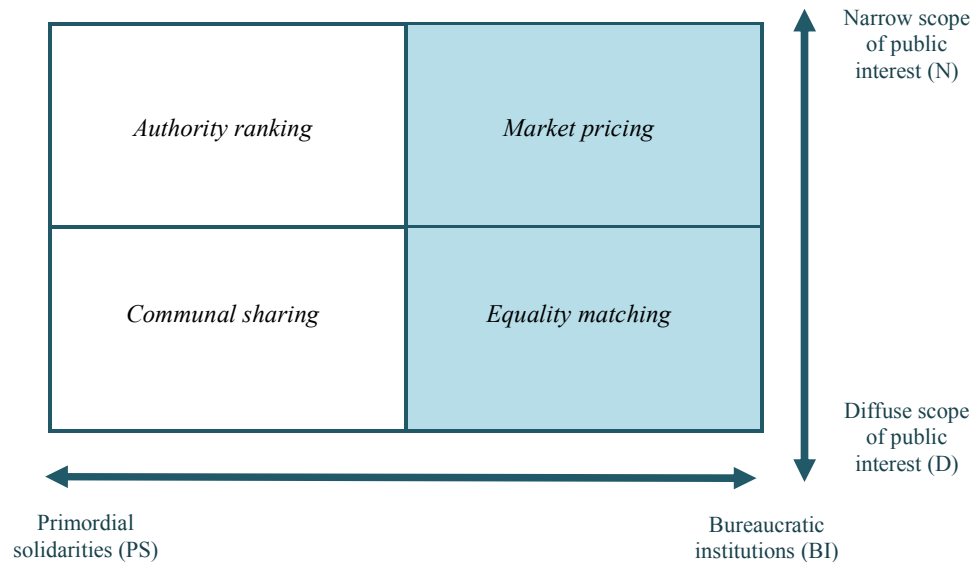 Narrow scope
of public
interest (N)
Authority ranking
Market pricing
Communal sharing
Equality matching
Diffuse scope
of public
interest (D)
Primordial
solidarities (PS)
Bureaucratic
institutions (BI)